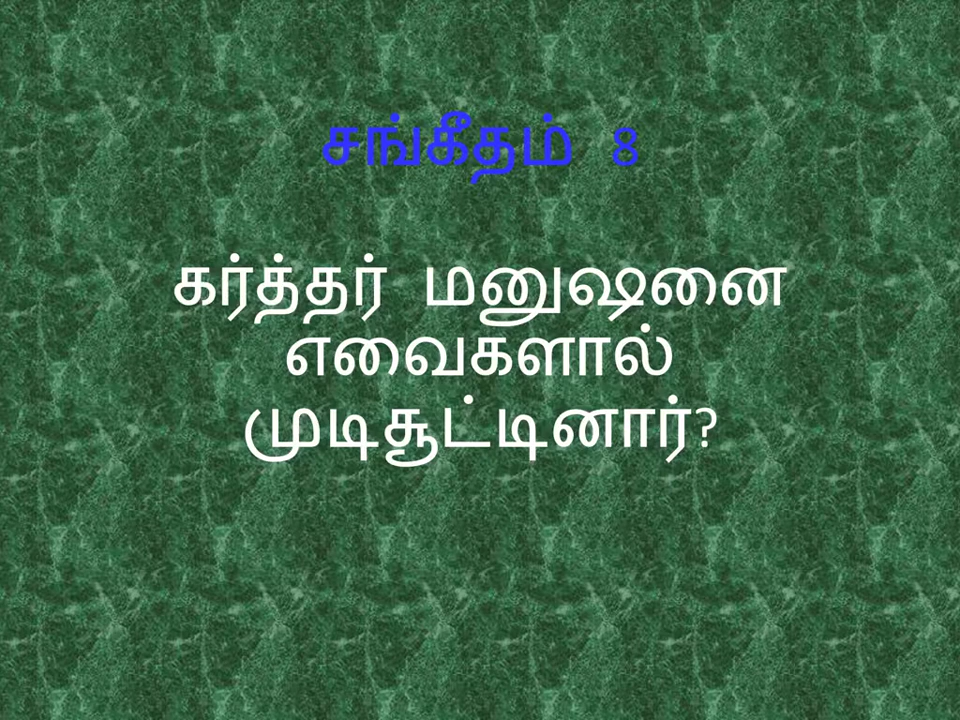 சங்கீதம் 8
கர்த்தர் மனுஷனை
எவைகளால்
முடிசூட்டினார்?